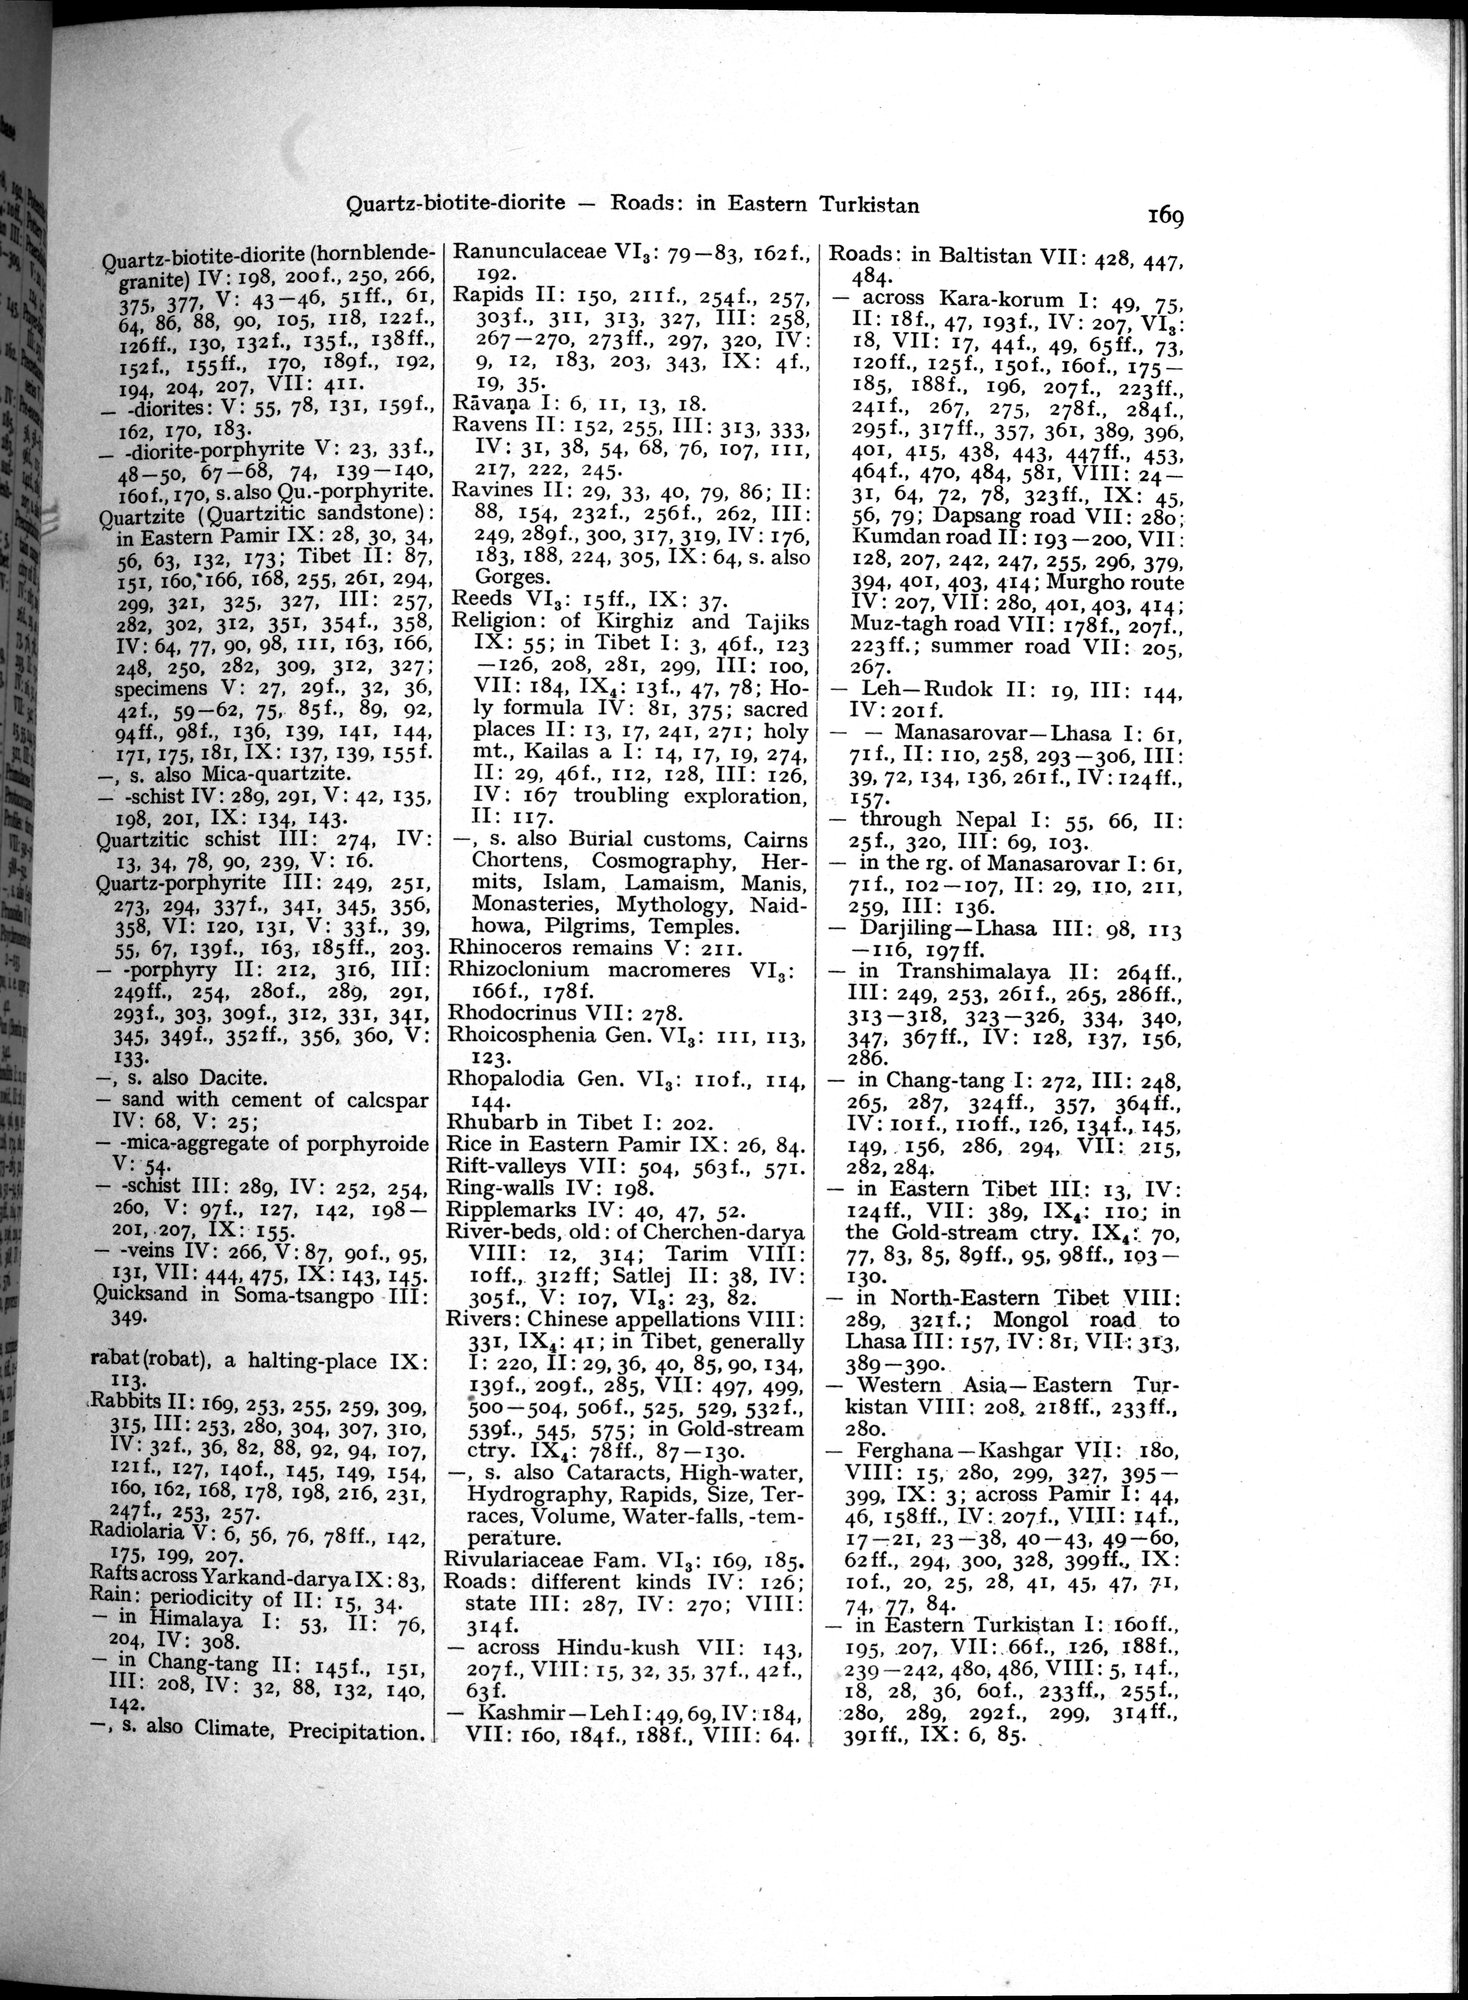 Quartz-biotite-diorite — Roads: in Eastern Turkistan
169
Quartz-biotite-diorite (hornblende-
granite) IV: 198, 200f., 250, 266,
375, 377, V: 43—46, 51ff., 61,
64, 86, 88, 90, 105, 118, 122f.,
126ff., 130, 132f., 135f., 138ff.,
152f., 155ff., 170, 189f., 192,
194, 204, 207, VII: 411.
— -diorites: V: 55, 78, 131, 159f.,
162, 170, 183.
— -diorite-porphyrite V: 23, 33f.,
48—50, 67—68, 74, 139—140,
160f., 170, s. also Qu.-porphyrite.
Quartzite (Quartzitic sandstone):
in Eastern Pamir IX: 28, 30, 34,
56, 63, 132, 173; Tibet II: 87,
151, 160, 166, 168, 255, 261, 294,
299, 321, 325, 327, III: 257,
282, 302, 312, 351, 354f., 358,
IV: 64, 77, 90, 98, 111, 163, 166,
248, 250, 282, 309, 312, 327;
specimens V: 27, 29f., 32, 36,
42f., 59—62, 75, 85f., 89, 92,
94ff., 98f., 136, 139, 141, 144,
171, 175, 181, IX: 137, 139, 155f.
—, s. also Mica-quartzite.
— -schist IV: 289, 291, V: 42, 135,
198, 201, IX: 134, 143.
Quartzitic schist III: 274, IV:
13, 34, 78, 90, 239, V: 16.
Quartz-porphyrite III: 249, 251,
273, 294, 337f., 341, 345, 356,
358, VI: 120, 131, V: 33f., 39,
55, 67, 139f., 163, 185ff., 203.
— -porphyry II: 212, 316, III:
249ff., 254, 280f., 289, 291,
293f., 303, 309f., 312, 331, 341,
345, 349f., 352ff., 356, 360, V:
133.
—, s. also Dacite.
— sand with cement of calcspar
IV: 68, V: 25;
— -mica-aggregate of porphyroide
V: 54.
— -schist III: 289, IV: 252, 254,
260, V: 97f., 127, 142, 198—
201, 207, IX: 155.
— -veins IV: 266, V: 87, 90f., 95,
131, VII: 444, 475, IX: 143, 145.
Quicksand in Soma-tsangpo III:
349.
rabat (robat), a halting-place IX:
113.
Rabbits II: 169, 253, 255, 259, 309,
315, III: 253, 280, 304, 307, 310,
IV: 32f., 36, 82, 88, 92, 94, 107,
121f., 127, 140f., 145, 149, 154,
160, 162, 168, 178, 198, 216, 231,
247f., 253, 257.
Radiolaria V: 6, 56, 76, 78ff., 142,
175, 199, 207.
Rafts across Yarkand-darya IX: 83,
Rain: periodicity of II: 15, 34.
— in Himalaya I: 53, II: 76,
204, IV: 308.
— in Chang-tang II: 145f., 151,
III: 208, IV: 32, 88, 132, 140,
142.
—, s. also Climate, Precipitation.
Ranunculaceae VI₃: 79—83, 162f.,
192.
Rapids II: 150, 211f., 254f., 257,
303f., 311, 313, 327, III: 258,
267—270, 273ff., 297, 320, IV:
9, 12, 183, 203, 343, IX: 4f.,
19, 35.
Rāvaṇa I: 6, 11, 13, 18.
Ravens II: 152, 255, III: 313, 333,
IV: 31, 38, 54, 68, 76, 107, 111,
217, 222, 245.
Ravines II: 29, 33, 40, 79, 86; II:
88, 154, 232f., 256f., 262, III:
249, 289f., 300, 317, 319, IV: 176,
183, 188, 224, 305, IX: 64, s. also
Gorges.
Reeds VI₃: 15ff., IX: 37.
Religion: of Kirghiz and Tajiks
IX: 55; in Tibet I: 3, 46f., 123
—126, 208, 281, 299, III: 100,
VII: 184, IX₄: 13f., 47, 78; Ho-
ly formula IV: 81, 375; sacred
places II: 13, 17, 241, 271; holy
mt., Kailas a I: 14, 17, 19, 274,
II: 29, 46f., 112, 128, III: 126,
IV: 167 troubling exploration,
II: 117.
—, s. also Burial customs, Cairns
Chortens, Cosmography, Her-
mits, Islam, Lamaism, Manis,
Monasteries, Mythology, Naid-
howa, Pilgrims, Temples.
Rhinoceros remains V: 211.
Rhizoclonium macromeres VI₃:
166f., 178f.
Rhodocrinus VII: 278.
Rhoicosphenia Gen. VI₃: 111, 113,
123.
Rhopalodia Gen. VI₃: 110f., 114,
144.
Rhubarb in Tibet I: 202.
Rice in Eastern Pamir IX: 26, 84.
Rift-valleys VII: 504, 563f., 571.
Ring-walls IV: 198.
Ripplemarks IV: 40, 47, 52.
River-beds, old: of Cherchen-darya
VIII: 12, 314; Tarim VIII:
10ff., 312ff; Satlej II: 38, IV:
305f., V: 107, VI₃: 23, 82.
Rivers: Chinese appellations VIII:
331, IX₄: 41; in Tibet, generally
I: 220, II: 29, 36, 40, 85, 90, 134,
139f., 209f., 285, VII: 497, 499,
500—504, 506f., 525, 529, 532f.,
539f., 545, 575; in Gold-stream
ctry. IX₄: 78ff., 87—130.
—, s. also Cataracts, High-water,
Hydrography, Rapids, Size, Ter-
races, Volume, Water-falls, -tem-
perature.
Rivulariaceae Fam. VI₃: 169, 185.
Roads: different kinds IV: 126;
state III: 287, IV: 270; VIII:
314f.
— across Hindu-kush VII: 143,
207f., VIII: 15, 32, 35, 37f., 42f.,
63f.
— Kashmir—Leh I: 49, 69, IV: 184,
VII: 160, 184f., 188f., VIII: 64.
Roads: in Baltistan VII: 428, 447,
484.
— across Kara-korum I: 49, 75,
II: 18f., 47, 193f., IV: 207, VI₃:
18, VII: 17, 44f., 49, 65ff., 73,
120ff., 125f., 150f., 160f., 175—
185, 188f., 196, 207f., 223ff.,
241f., 267, 275, 278f., 284f.,
295f., 317ff., 357, 361, 389, 396,
401, 415, 438, 443, 447ff., 453,
464f., 470, 484, 581, VIII: 24—
31, 64, 72, 78, 323ff., IX: 45,
56, 79; Dapsang road VII: 280;
Kumdan road II: 193—200, VII:
128, 207, 242, 247, 255, 296, 379,
394, 401, 403, 414; Murgho route
IV: 207, VII: 280, 401, 403, 414;
Muz-tagh road VII: 178f., 207f.,
223ff.; summer road VII: 205,
267.
— Leh—Rudok II: 19, III: 144,
IV: 201f.
— — Manasarovar—Lhasa I: 61,
71f., II: 110, 258, 293—306, III:
39, 72, 134, 136, 261f., IV: 124ff.,
157.
— through Nepal I: 55, 66, II:
25f., 320, III: 69, 103.
— in the rg. of Manasarovar I: 61,
71f., 102—107, II: 29, 110, 211,
259, III: 136.
— Darjiling—Lhasa III: 98, 113
—116, 197ff.
— in Transhimalaya II: 264ff.,
III: 249, 253, 261f., 265, 286ff.,
313—318, 323—326, 334, 340,
347, 367ff., IV: 128, 137, 156,
286.
— in Chang-tang I: 272, III: 248,
265, 287, 324ff., 357, 364ff.,
IV: 101f., 110ff., 126, 134f., 145,
149, 156, 286, 294, VII: 215,
282, 284.
— in Eastern Tibet III: 13, IV:
124ff., VII: 389, IX₄: 110; in
the Gold-stream ctry. IX₄: 70,
77, 83, 85, 89ff., 95, 98ff., 103—
130.
— in North-Eastern Tibet VIII:
289, 321f.; Mongol road to
Lhasa III: 157, IV: 81, VII: 313,
389—390.
— Western Asia—Eastern Tur-
kistan VIII: 208, 218ff., 233ff.,
280.
— Ferghana—Kashgar VII: 180,
VIII: 15, 280, 299, 327, 395—
399, IX: 3; across Pamir I: 44,
46, 158ff., IV: 207f., VIII: 14f.,
17—21, 23—38, 40—43, 49—60,
62ff., 294, 300, 328, 399ff., IX:
10f., 20, 25, 28, 41, 45, 47, 71,
74, 77, 84.
— in Eastern Turkistan I: 160ff.,
195, 207, VII: 66f., 126, 188f.,
239—242, 480, 486, VIII: 5, 14f.,
18, 28, 36, 60f., 233ff., 255f.,
280, 289, 292f., 299, 314ff.,
391ff., IX: 6, 85.